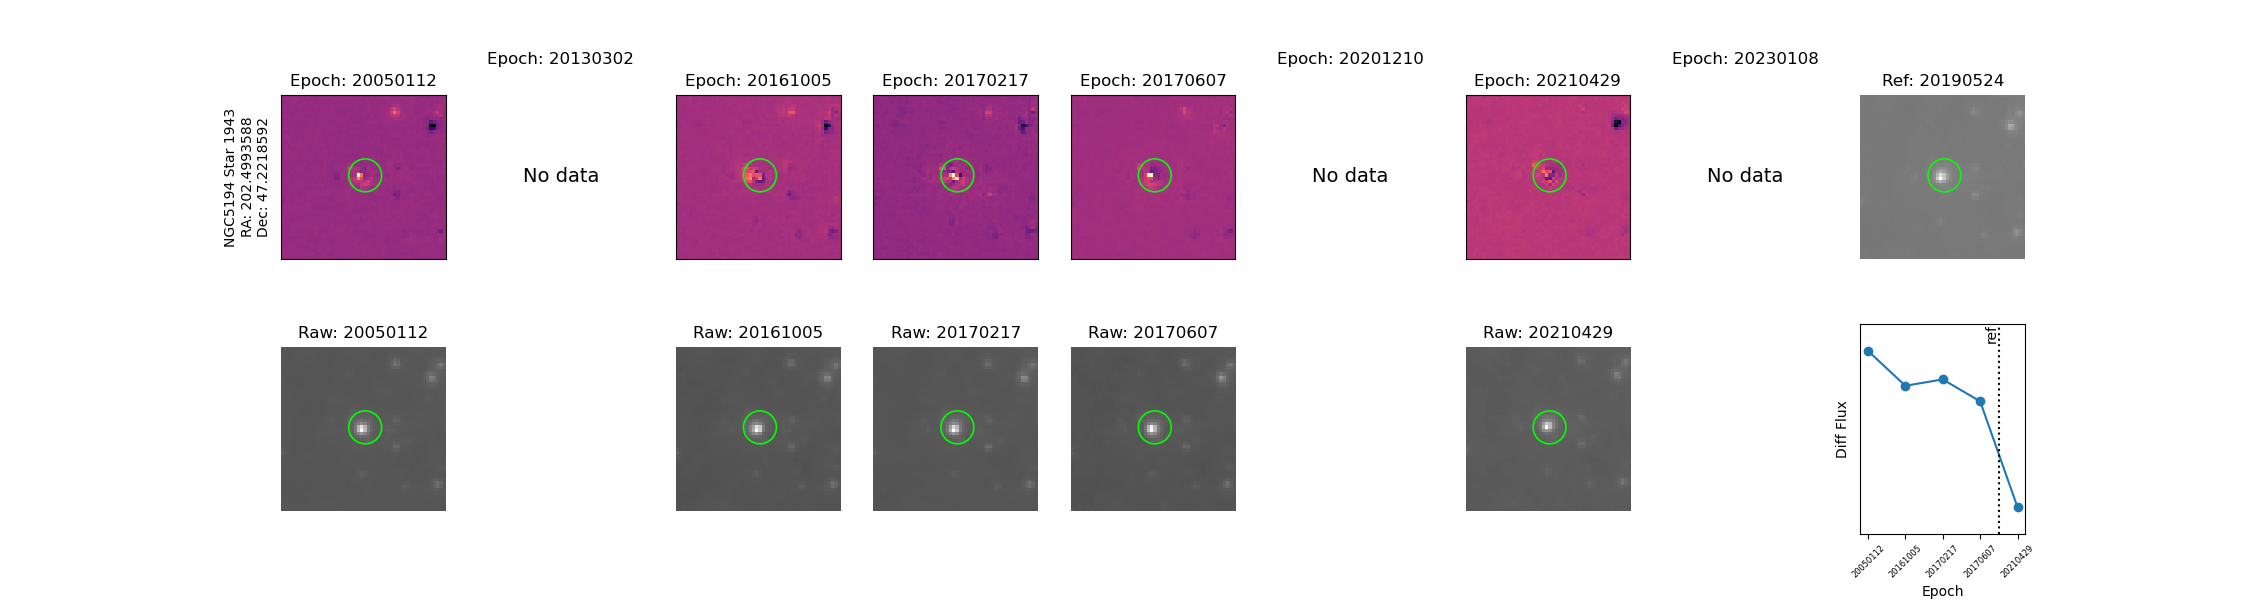 Epoch: 20130302
Epoch: 20201210
Epoch: 20230108
Epoch: 20050112
Epoch: 20161005
Epoch: 20170217
Epoch: 20170607
Epoch: 20210429
Ref: 20190524
NGC5194 Star 1943
RA: 202.4993588
Dec: 47.2218592
No data
No data
No data
Raw: 20050112
Raw: 20161005
Raw: 20170217
Raw: 20170607
Raw: 20210429
ref
Diff Flux
20050112
20161005
20170217
20170607
20210429
Epoch